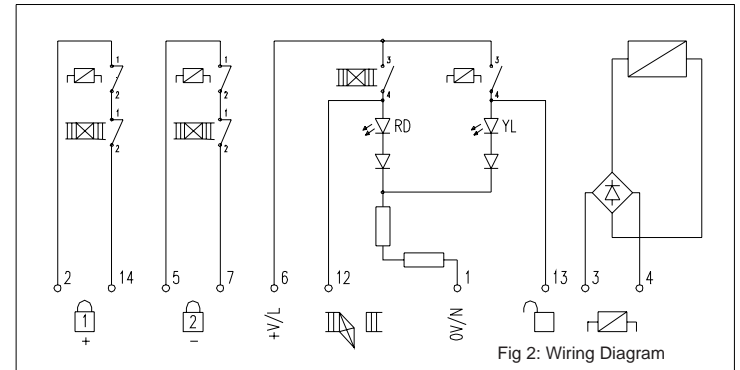 1 1 3 3
2 2 4 4
1 1 RD YL
2 2
2 14 5 7 6 12 1 13 3 4
1 2 +V/L 0V/N
+ -
Fig 2: Wiring Diagram